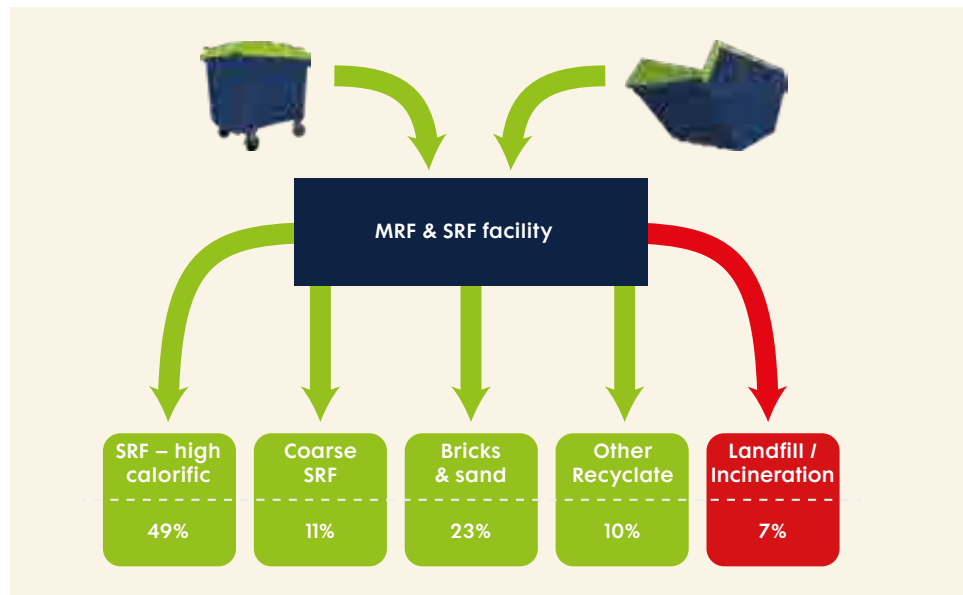 MRF & SRF facility
SRF – high
calorific
49%
Coarse
SRF
11%
Bricks
& sand
23%
Other
Recyclate
10%
Landfill /
Incineration
7%